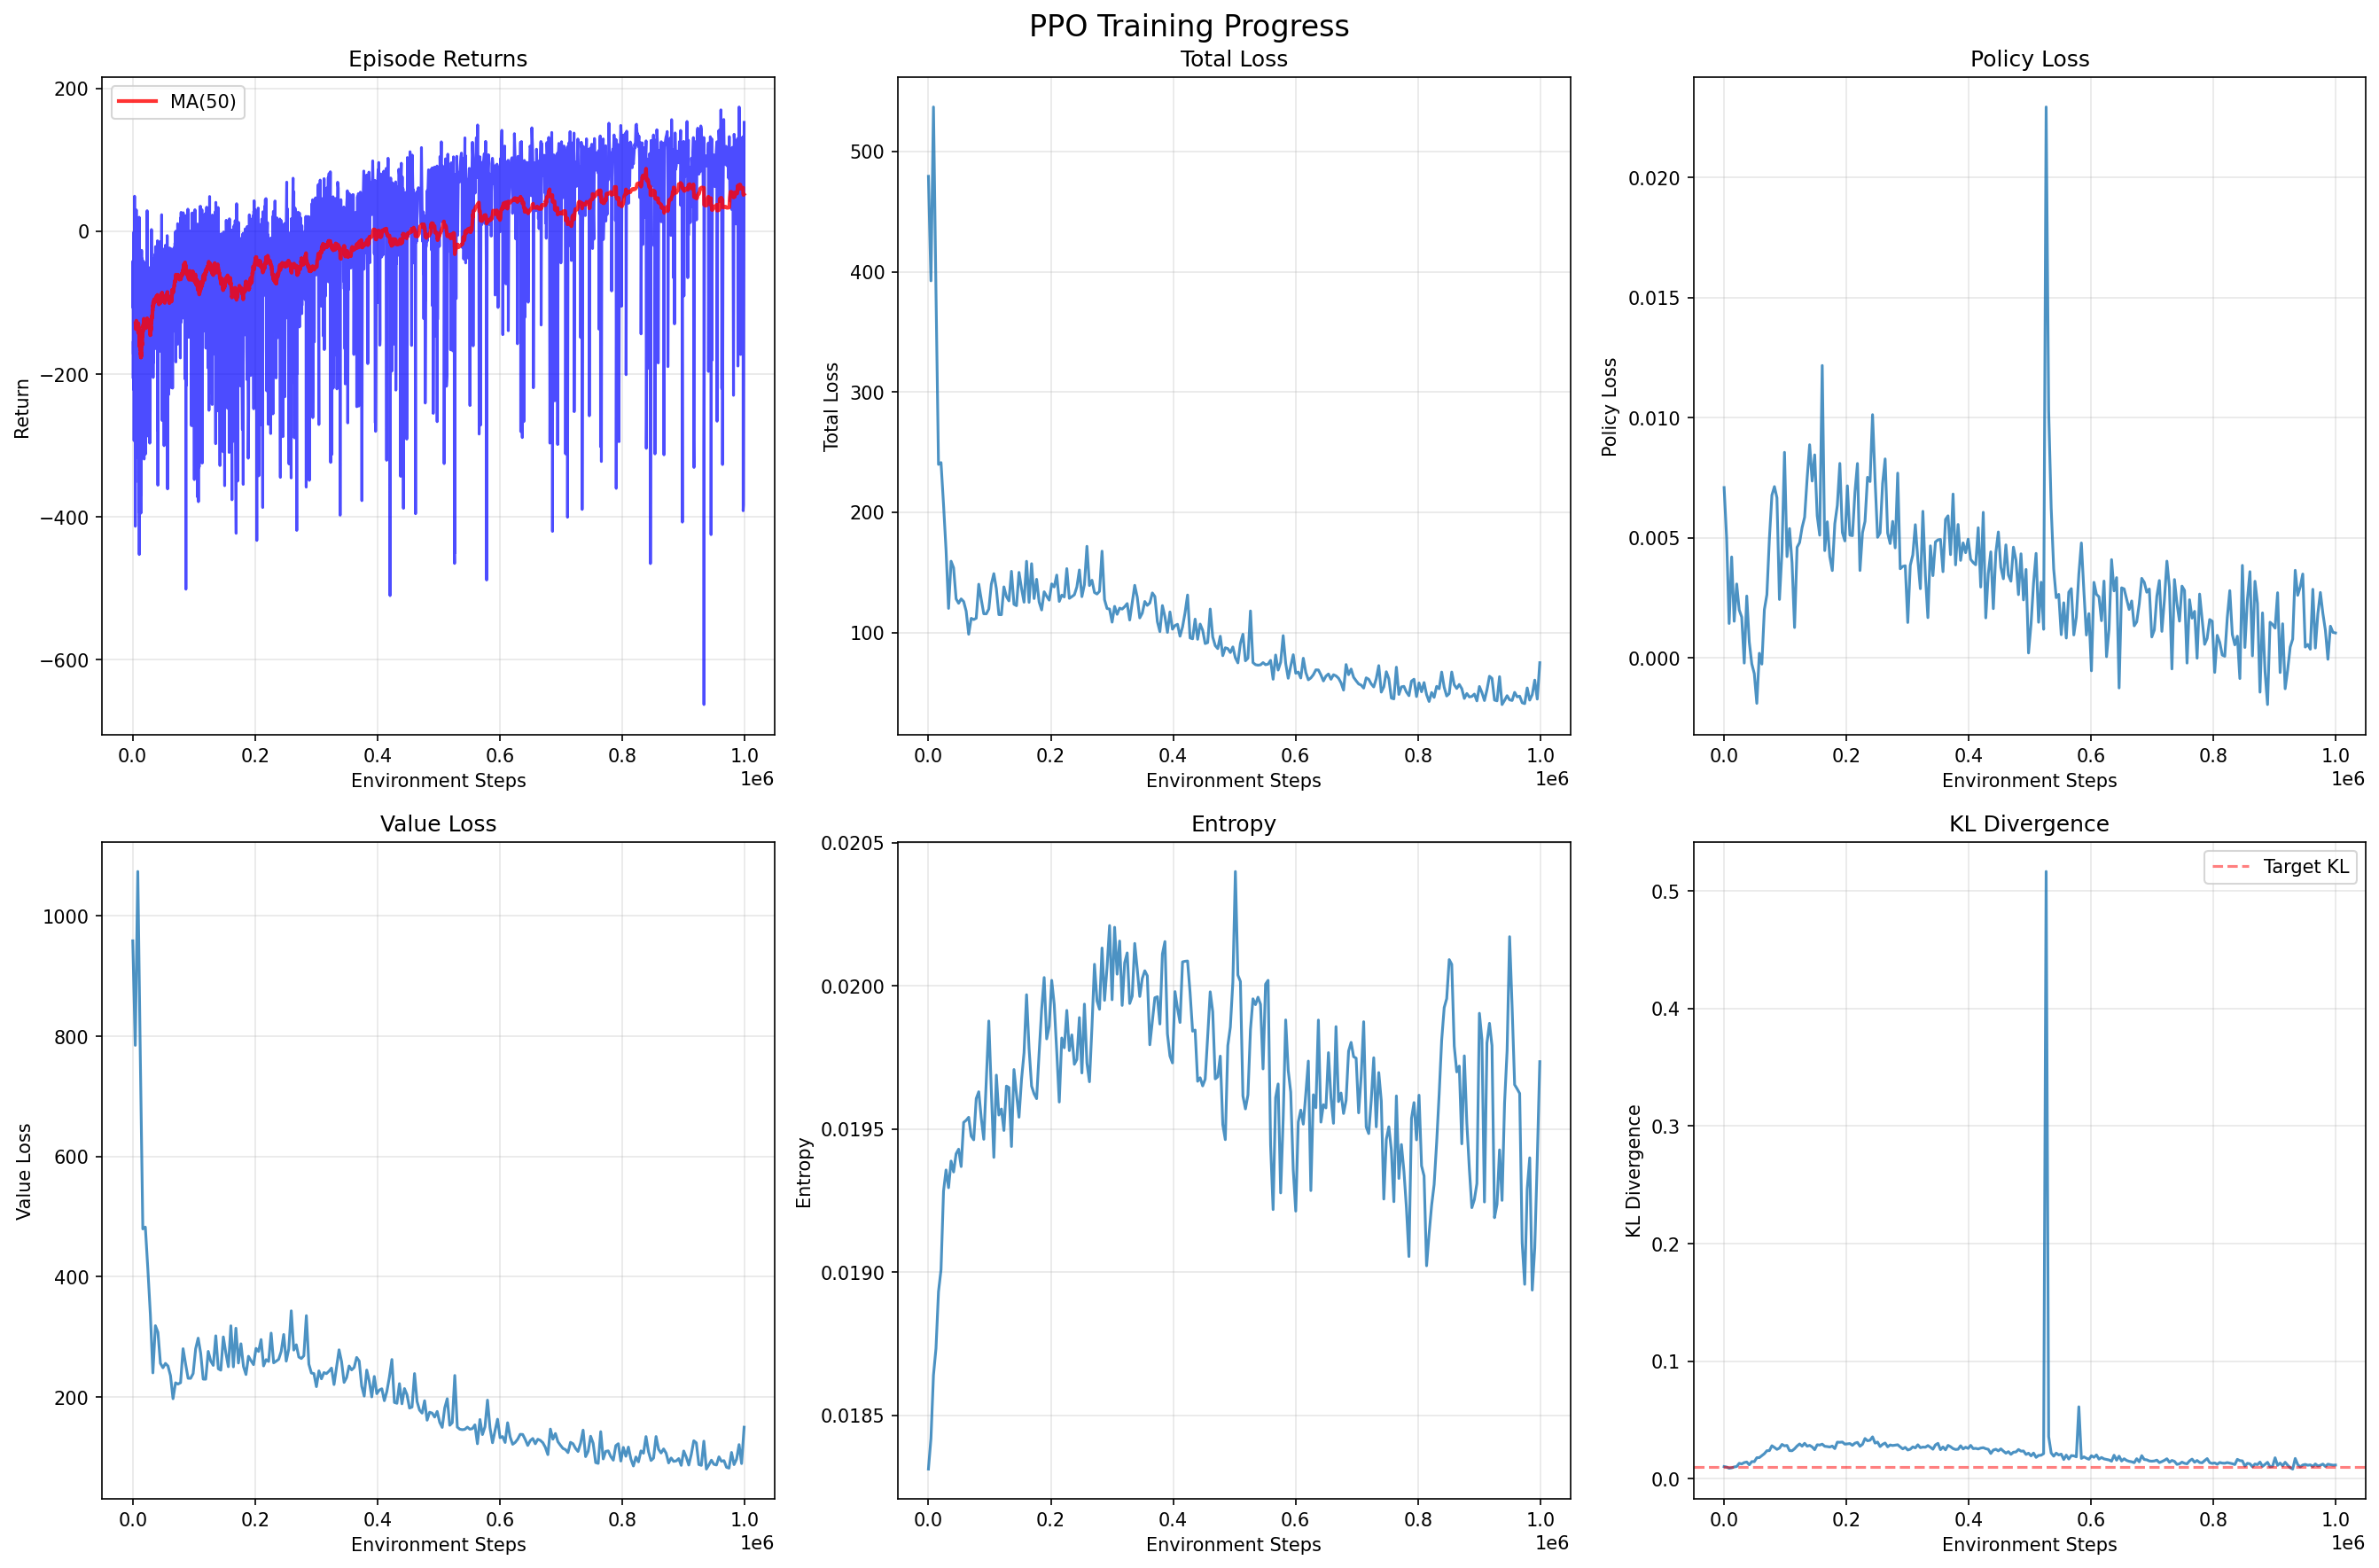 PPO Training Progress
Episode Returns
MA(50)
200
0
−200
−400
−600
Return
0.0
0.2
0.4
0.6
0.8
1.0
1e6
Environment Steps
Total Loss
500
400
300
200
100
Total Loss
0.0
0.2
0.4
0.6
0.8
1.0
1e6
Environment Steps
Policy Loss
0.020
0.015
0.010
0.005
0.000
Policy Loss
0.0
0.2
0.4
0.6
0.8
1.0
1e6
Environment Steps
Value Loss
1000
800
600
400
200
Value Loss
0.0
0.2
0.4
0.6
0.8
1.0
1e6
Environment Steps
Entropy
0.0205
0.0200
0.0195
0.0190
0.0185
Entropy
0.0
0.2
0.4
0.6
0.8
1.0
1e6
Environment Steps
KL Divergence
Target KL
0.5
0.4
0.3
0.2
0.1
0.0
KL Divergence
0.0
0.2
0.4
0.6
0.8
1.0
1e6
Environment Steps